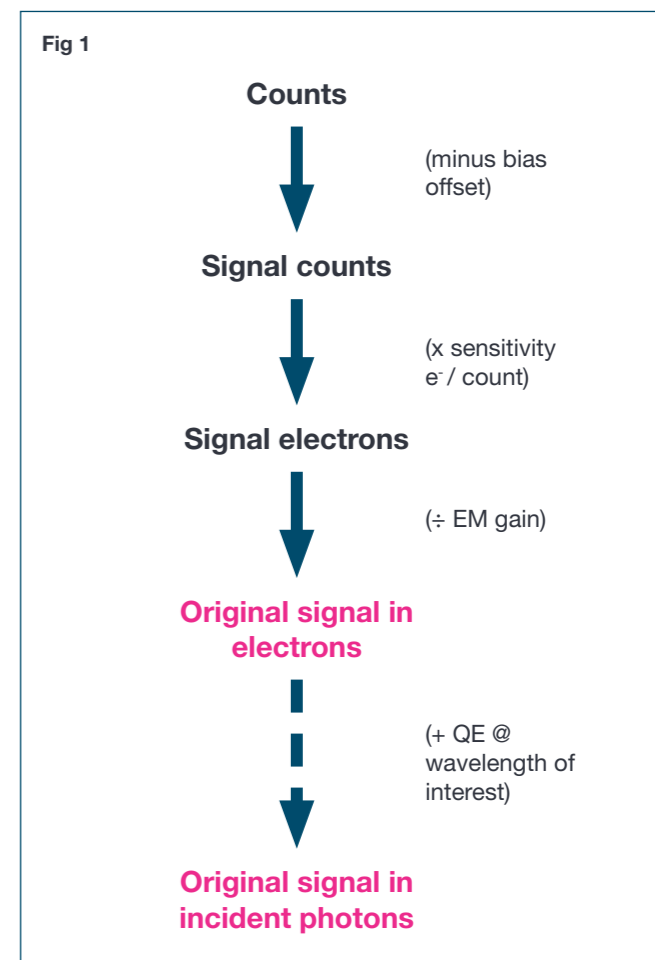 Fig 1
Counts
(minus bias
offset)
Signal counts
(x sensitivity
e⁻ / count)
Signal electrons
(÷ EM gain)
Original signal in
electrons
(+ QE @
wavelength of
interest)
Original signal in
incident photons